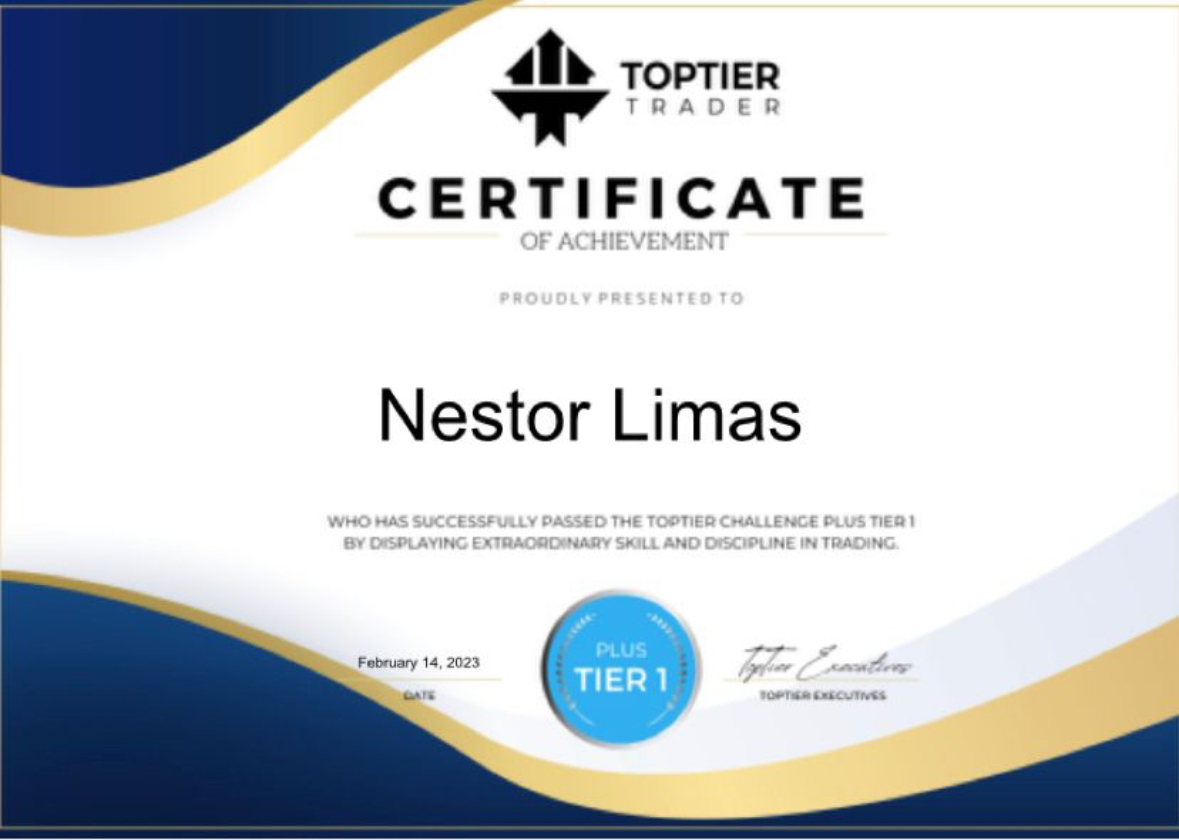 TOPTIER
TRADER
CERTIFICATE
OF ACHIEVEMENT
PROUDLY PRESENTED TO
Nestor Limas
WHO HAS SUCCESSFULLY PASSED THE TOPTIER CHALLENGE PLUS TIER 1
BY DISPLAYING EXTRAORDINARY SKILL AND DISCIPLINE IN TRADING.
February 14, 2023
DATE
PLUS
TIER 1
TopTier Executives
TOPTIER EXECUTIVES